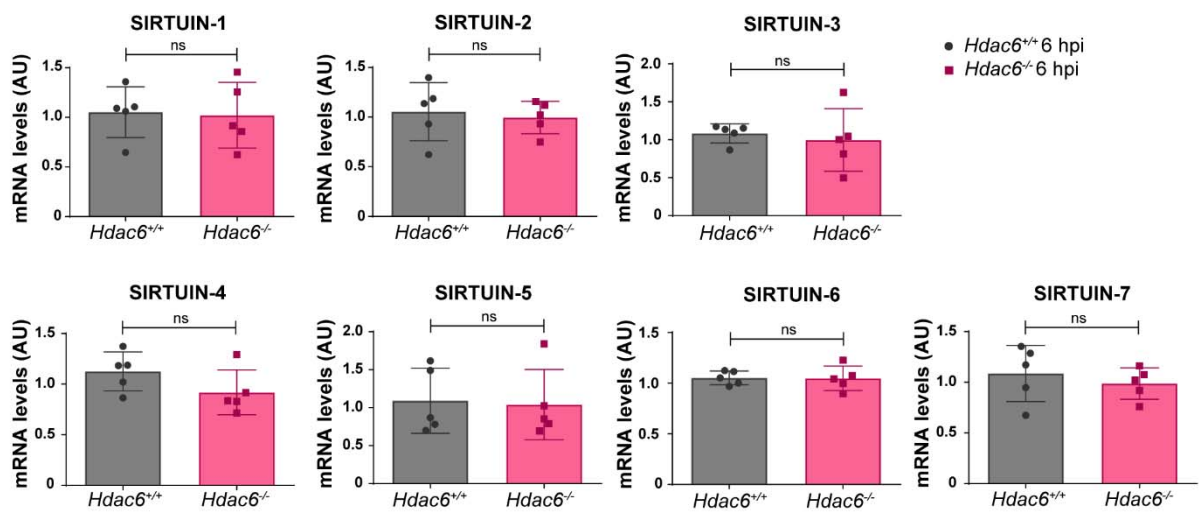 SIRTUIN-1
ns
mRNA levels (AU)
1.5
1.0
0.5
0
Hdac6+/+
Hdac6-/-
SIRTUIN-2
ns
mRNA levels (AU)
1.5
1.0
0.5
0
Hdac6+/+
Hdac6-/-
SIRTUIN-3
ns
mRNA levels (AU)
2.0
1.5
1.0
0.5
0
Hdac6+/+
Hdac6-/-
Hdac6+/+ 6 hpi
Hdac6-/- 6 hpi
SIRTUIN-4
ns
mRNA levels (AU)
1.5
1.0
0.5
0
Hdac6+/+
Hdac6-/-
SIRTUIN-5
ns
mRNA levels (AU)
2.0
1.5
1.0
0.5
0
Hdac6+/+
Hdac6-/-
SIRTUIN-6
ns
mRNA levels (AU)
1.5
1.0
0.5
0
Hdac6+/+
Hdac6-/-
SIRTUIN-7
ns
mRNA levels (AU)
1.5
1.0
0.5
0
Hdac6+/+
Hdac6-/-